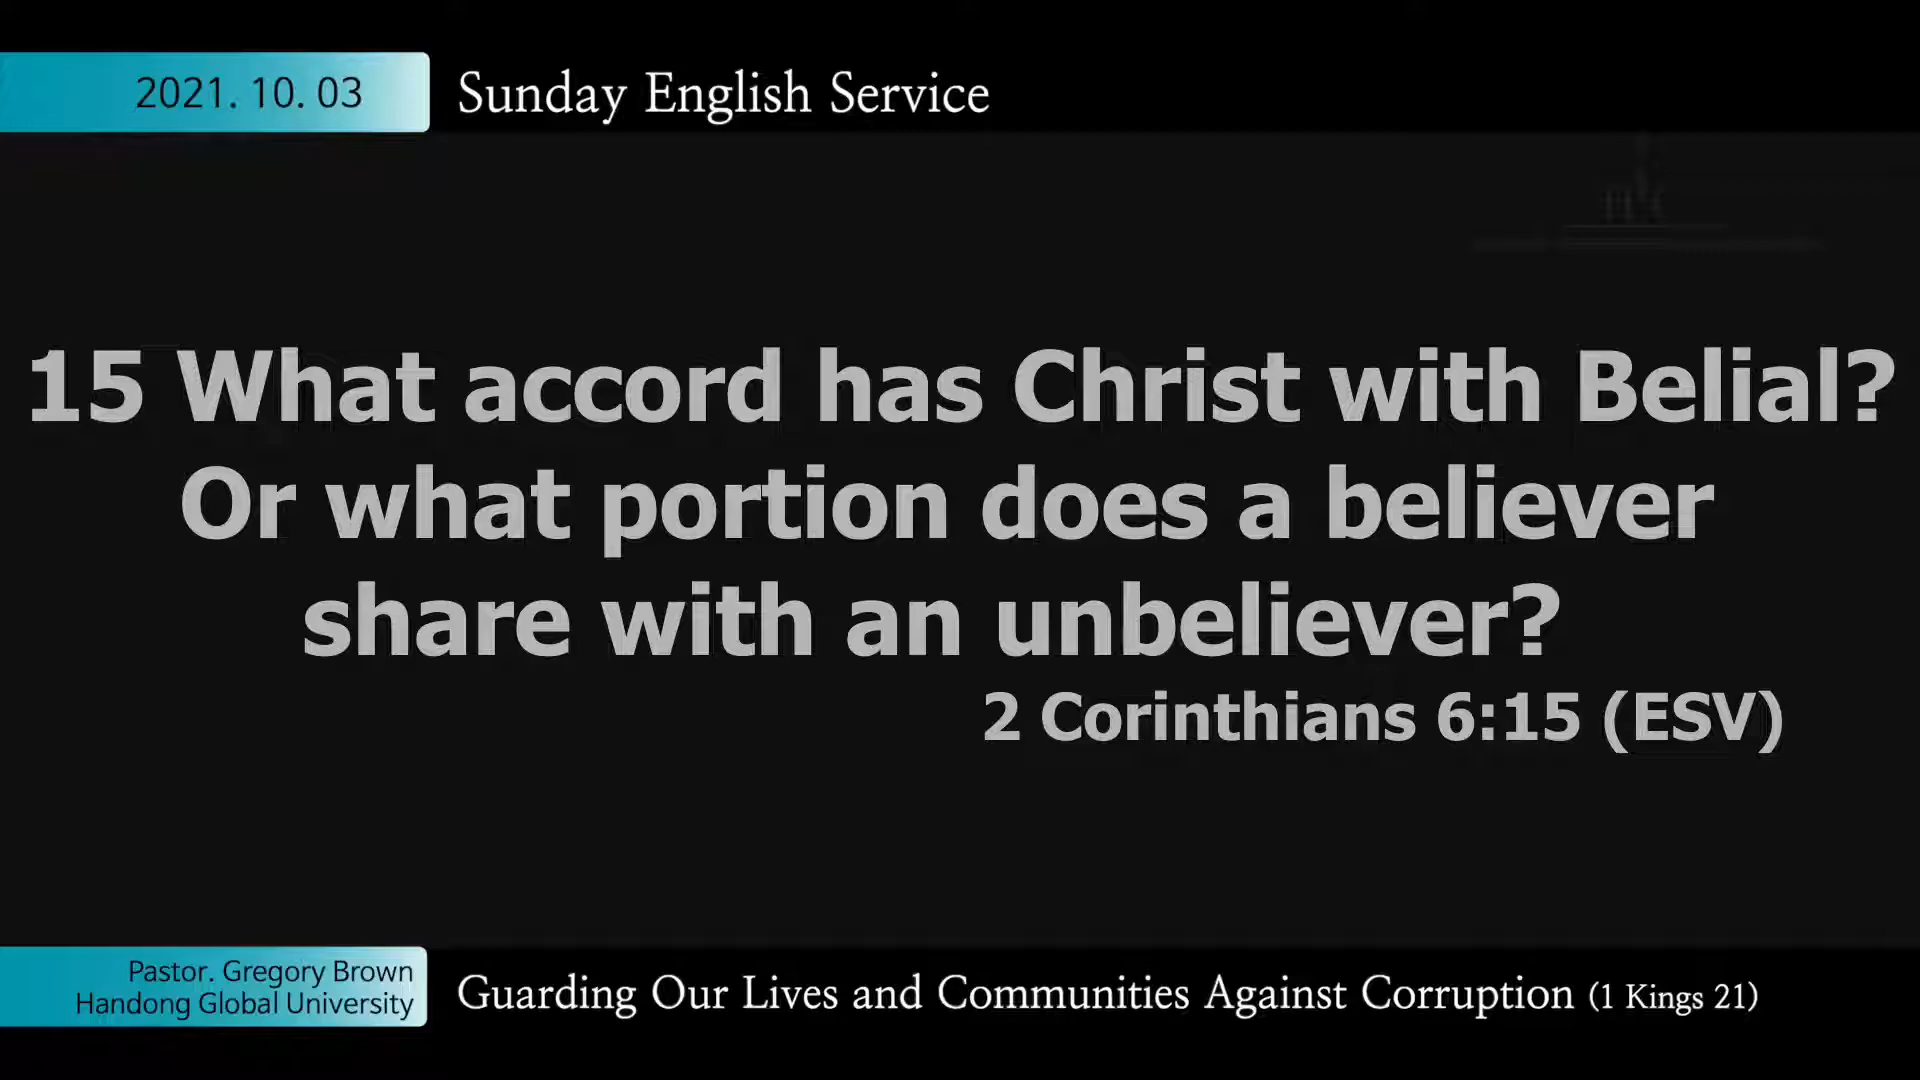 2021. 10. 03
Sunday English Service
15 What accord has Christ with Belial?
Or what portion does a believer
share with an unbeliever?
2 Corinthians 6:15 (ESV)
Pastor. Gregory Brown
Handong Global University
Guarding Our Lives and Communities Against Corruption (1 Kings 21)